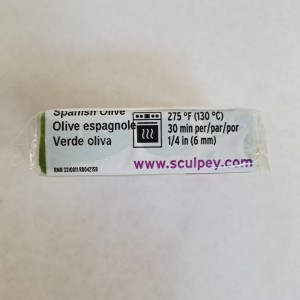 Spanish Olive
Olive espagnole
Verde oliva
275 °F (130 °C)
30 min per/par/por
1/4 in (6 mm)
www.sculpey.com